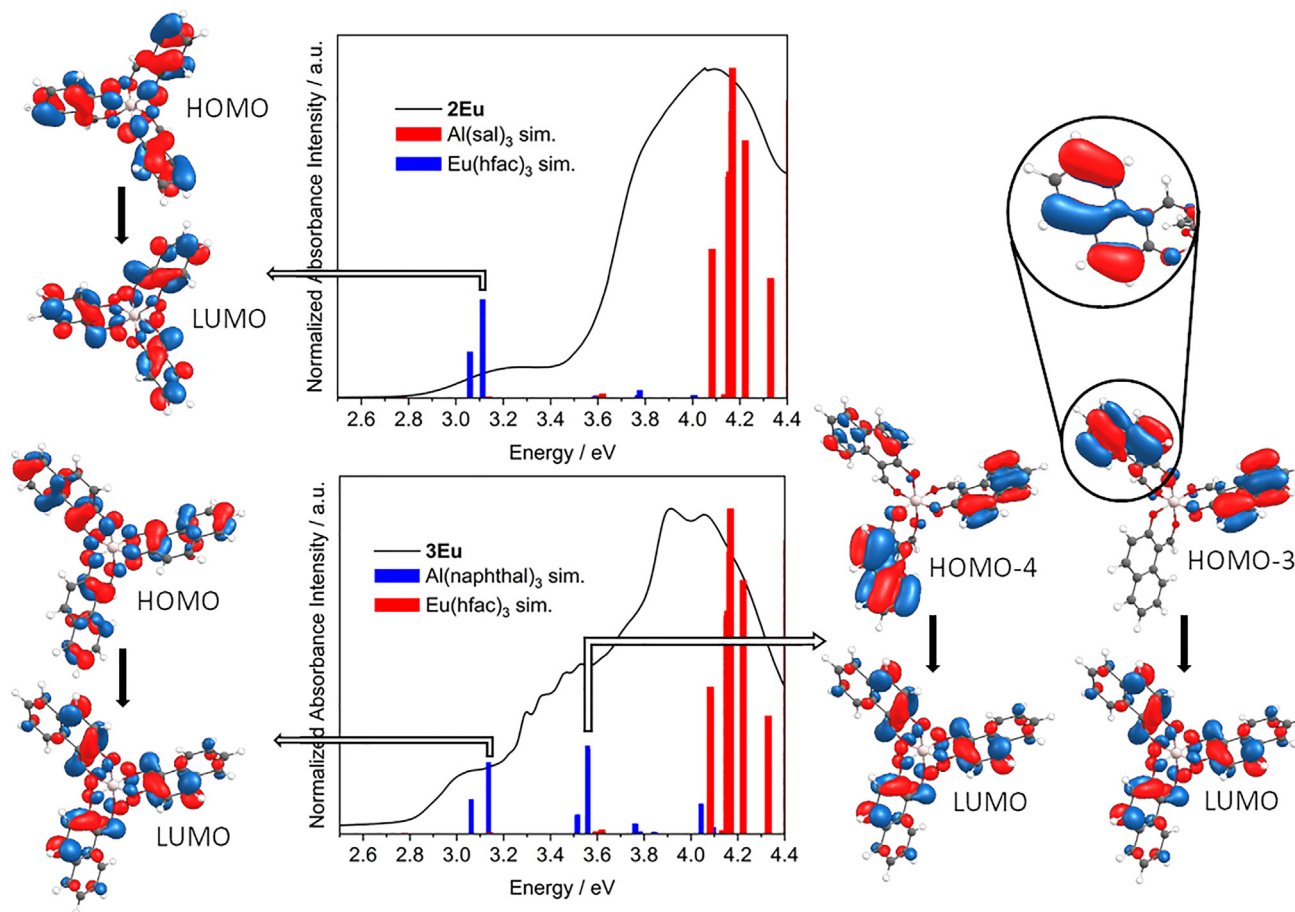 HOMO
LUMO
Normalized Absorbance Intensity / a.u.
2Eu
Al(sal)₃ sim.
Eu(hfac)₃ sim.
2.6 2.8 3.0 3.2 3.4 3.6 3.8 4.0 4.2 4.4
Energy / eV
HOMO
LUMO
Normalized Absorbance Intensity / a.u.
3Eu
Al(naphthal)₃ sim.
Eu(hfac)₃ sim.
2.6 2.8 3.0 3.2 3.4 3.6 3.8 4.0 4.2 4.4
Energy / eV
HOMO-4
LUMO
HOMO-3
LUMO